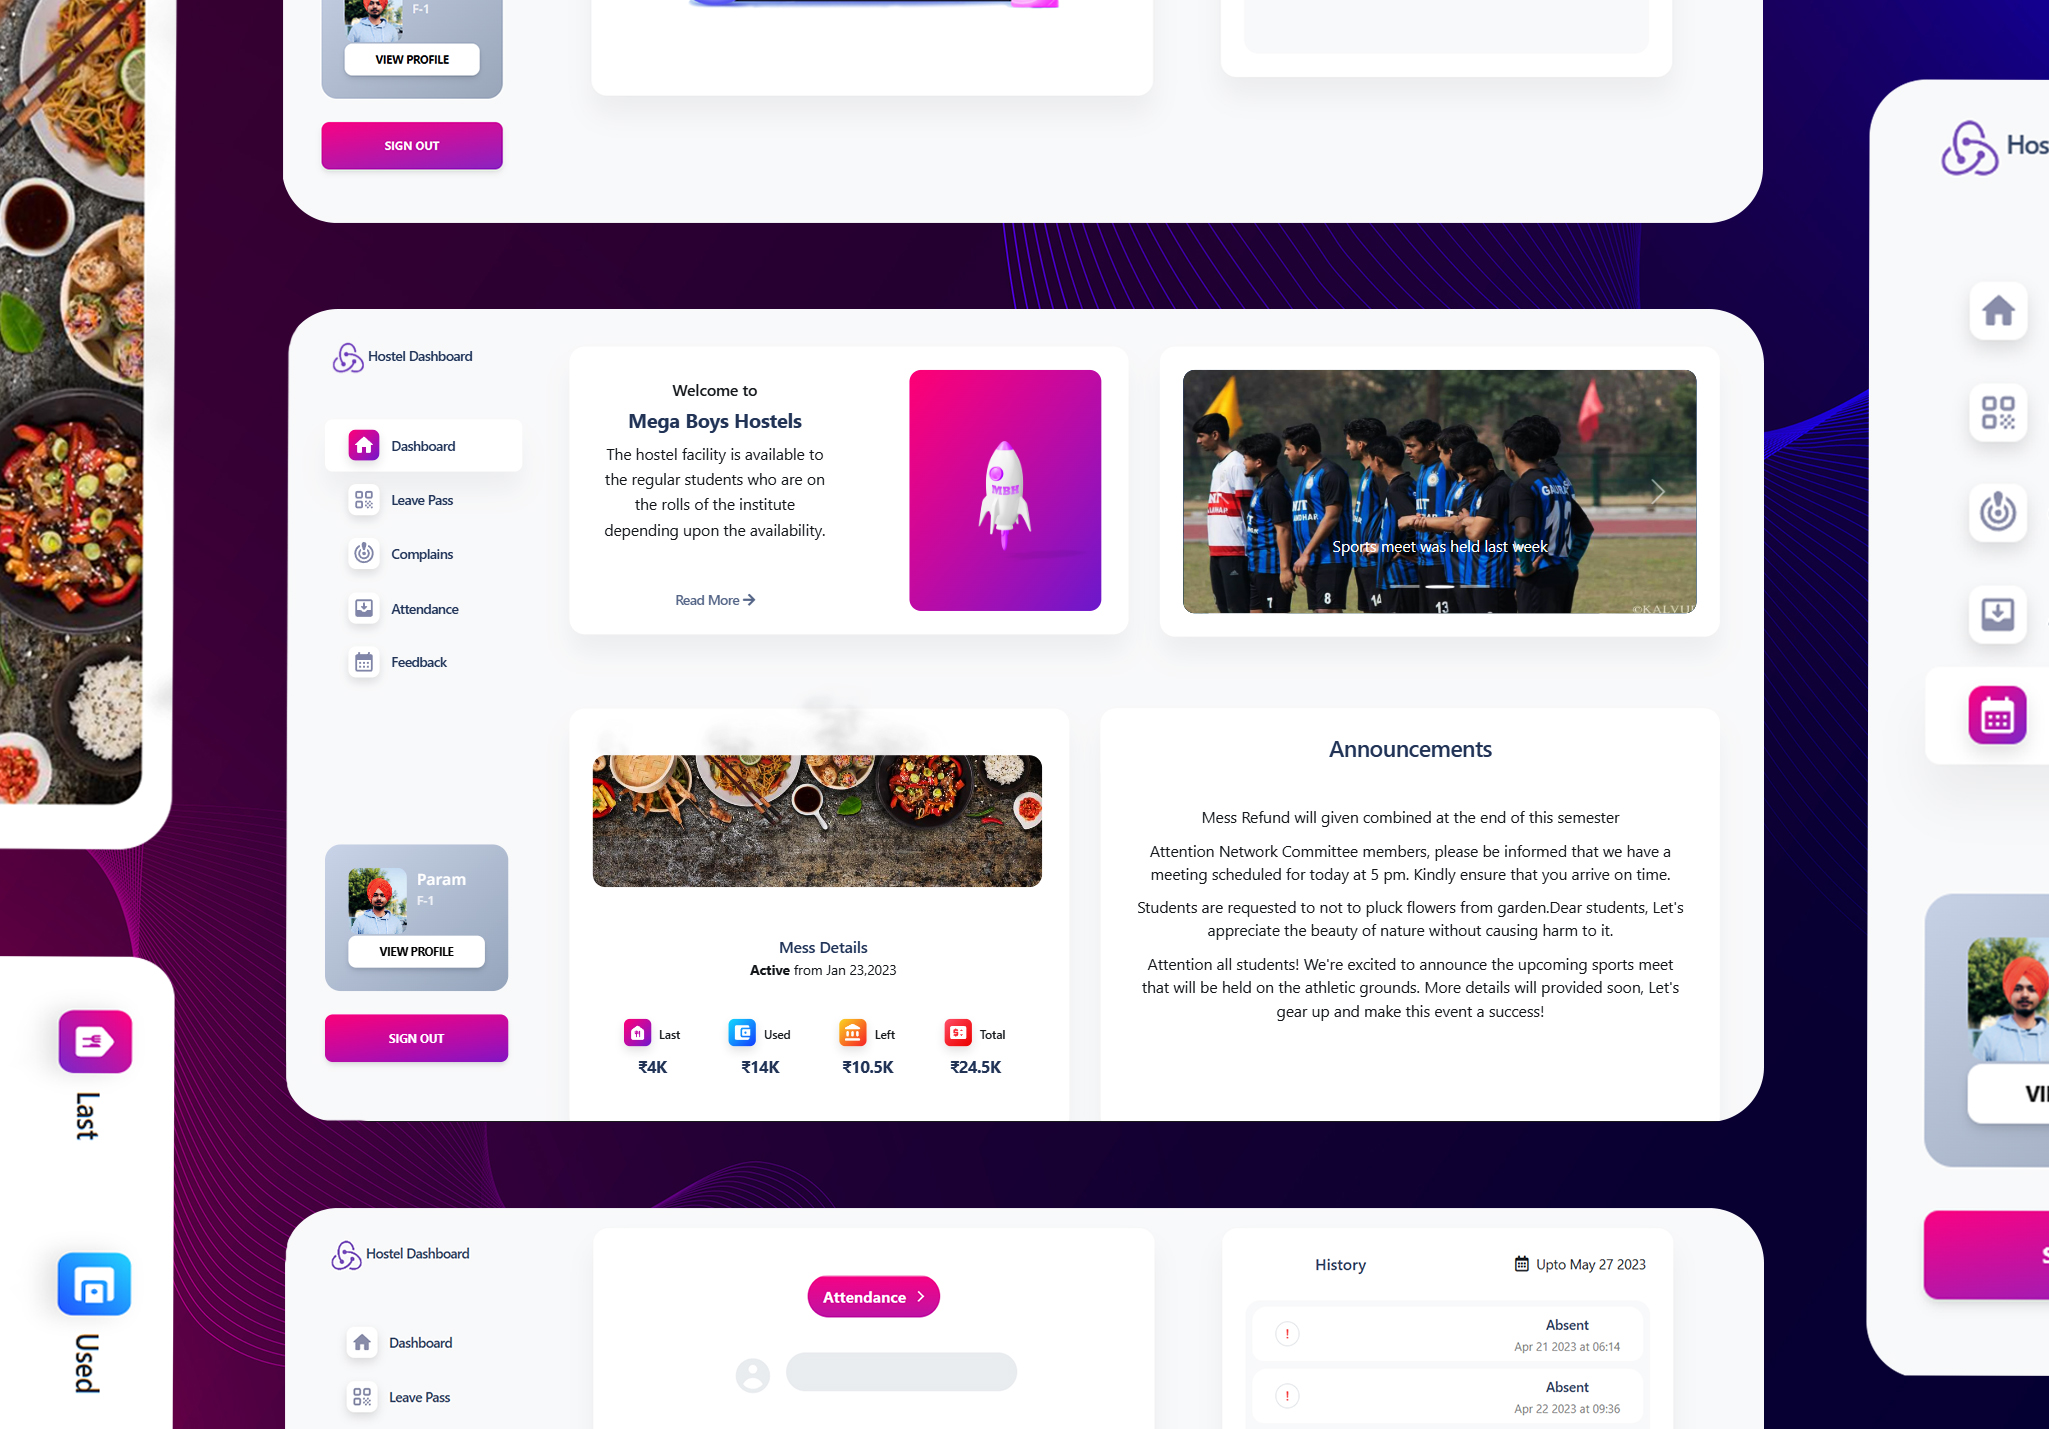 F-1
VIEW PROFILE
SIGN OUT
Hostel Dashboard
Dashboard
Leave Pass
Complains
Attendance
Feedback
Param
F-1
VIEW PROFILE
SIGN OUT
Welcome to
Mega Boys Hostels
The hostel facility is available to
the regular students who are on
the rolls of the institute
depending upon the availability.
Read More
MBH
Sports meet was held last week
7
8
13
©KALVI
Mess Details
Active from Jan 23,2023
Last
Used
Left
Total
₹4K
₹14K
₹10.5K
₹24.5K
Announcements
Mess Refund will given combined at the end of this semester
Attention Network Committee members, please be informed that we have a
meeting scheduled for today at 5 pm. Kindly ensure that you arrive on time.
Students are requested to not to pluck flowers from garden.Dear students, Let's
appreciate the beauty of nature without causing harm to it.
Attention all students! We're excited to announce the upcoming sports meet
that will be held on the athletic grounds. More details will provided soon, Let's
gear up and make this event a success!
Hostel Dashboard
Dashboard
Leave Pass
Attendance
History
Upto May 27 2023
Absent
Apr 21 2023 at 06:14
Absent
Apr 22 2023 at 09:36
Last
Used
Hos
VI
S